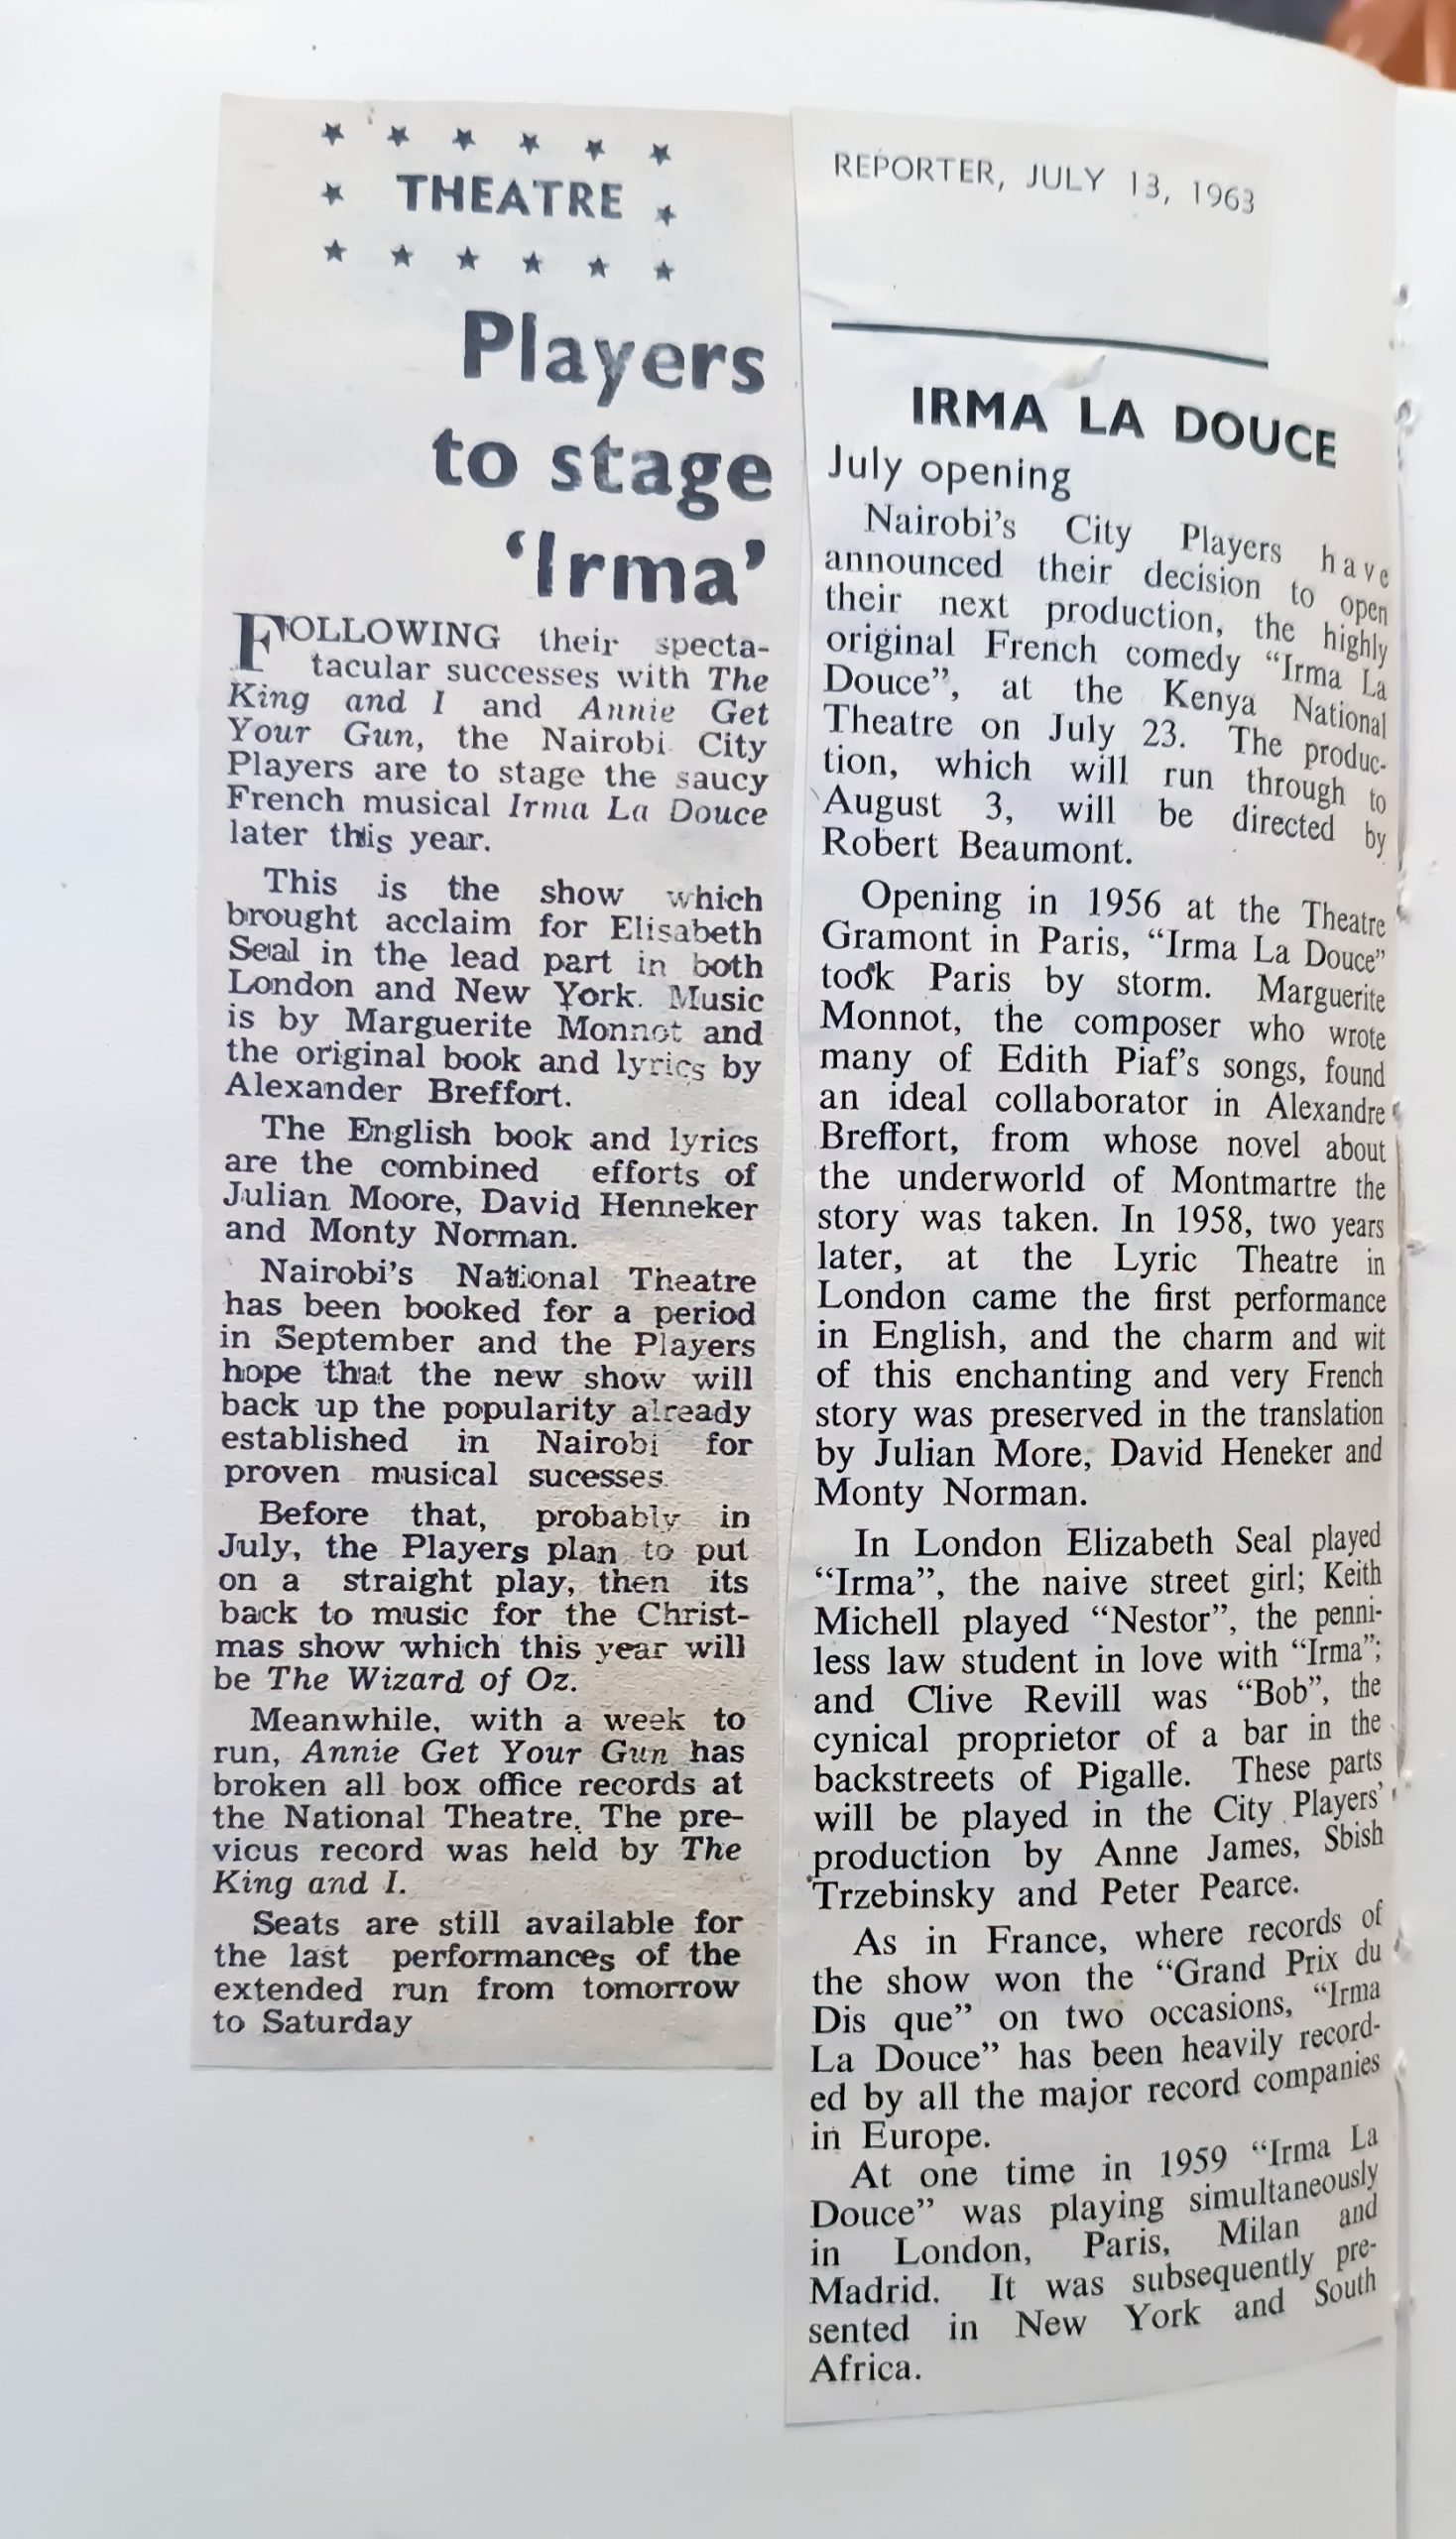 THEATRE
Players
to stage
‘Irma’
FOLLOWING their specta-
tacular successes with The
King and I and Annie Get
Your Gun, the Nairobi City
Players are to stage the saucy
French musical Irma La Douce
later this year.
This is the show which
brought acclaim for Elisabeth
Seal in the lead part in both
London and New York. Music
is by Marguerite Monnot and
the original book and lyrics by
Alexander Breffort.
The English book and lyrics
are the combined efforts of
Julian Moore, David Henneker
and Monty Norman.
Nairobi's National Theatre
has been booked for a period
in September and the Players
hope that the new show will
back up the popularity already
established in Nairobi for
proven musical sucesses.
Before that, probably in
July, the Players plan to put
on a straight play, then its
back to music for the Christ-
mas show which this year will
be The Wizard of Oz.
Meanwhile, with a week to
run, Annie Get Your Gun has
broken all box office records at
the National Theatre. The pre-
vicus record was held by The
King and I.
Seats are still available for
the last performances of the
extended run from tomorrow
to Saturday
REPORTER, JULY 13, 1963
IRMA LA DOUCE
July opening
Nairobi's City Players have
announced their decision to open
their next production, the highly
original French comedy “Irma La
Douce”, at the Kenya National
Theatre on July 23. The produc-
tion, which will run through to
August 3, will be directed by
Robert Beaumont.
Opening in 1956 at the Theatre
Gramont in Paris, “Irma La Douce”
took Paris by storm. Marguerite
Monnot, the composer who wrote
many of Edith Piaf's songs, found
an ideal collaborator in Alexandre
Breffort, from whose novel about
the underworld of Montmartre the
story was taken. In 1958, two years
later, at the Lyric Theatre in
London came the first performance
in English, and the charm and wit
of this enchanting and very French
story was preserved in the translation
by Julian More, David Heneker and
Monty Norman.
In London Elizabeth Seal played
“Irma”, the naive street girl; Keith
Michell played “Nestor”, the penni-
less law student in love with “Irma”;
and Clive Revill was “Bob”, the
cynical proprietor of a bar in the
backstreets of Pigalle. These parts
will be played in the City Players'
production by Anne James, Sbish
Trzebinsky and Peter Pearce.
As in France, where records of
the show won the “Grand Prix du
Dis que” on two occasions, “Irma
La Douce” has been heavily record-
ed by all the major record companies
in Europe.
At one time in 1959 “Irma La
Douce” was playing simultaneously
in London, Paris, Milan and
Madrid. It was subsequently pre-
sented in New York and South
Africa.